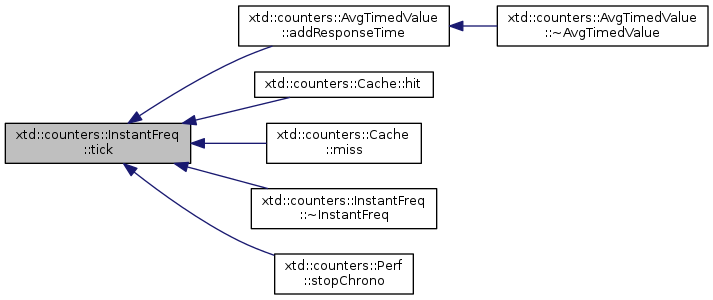 xtd::counters::AvgTimedValue
::addResponseTime
xtd::counters::AvgTimedValue
::~AvgTimedValue
xtd::counters::Cache::hit
xtd::counters::InstantFreq
::tick
xtd::counters::Cache
::miss
xtd::counters::InstantFreq
::~InstantFreq
xtd::counters::Perf
::stopChrono